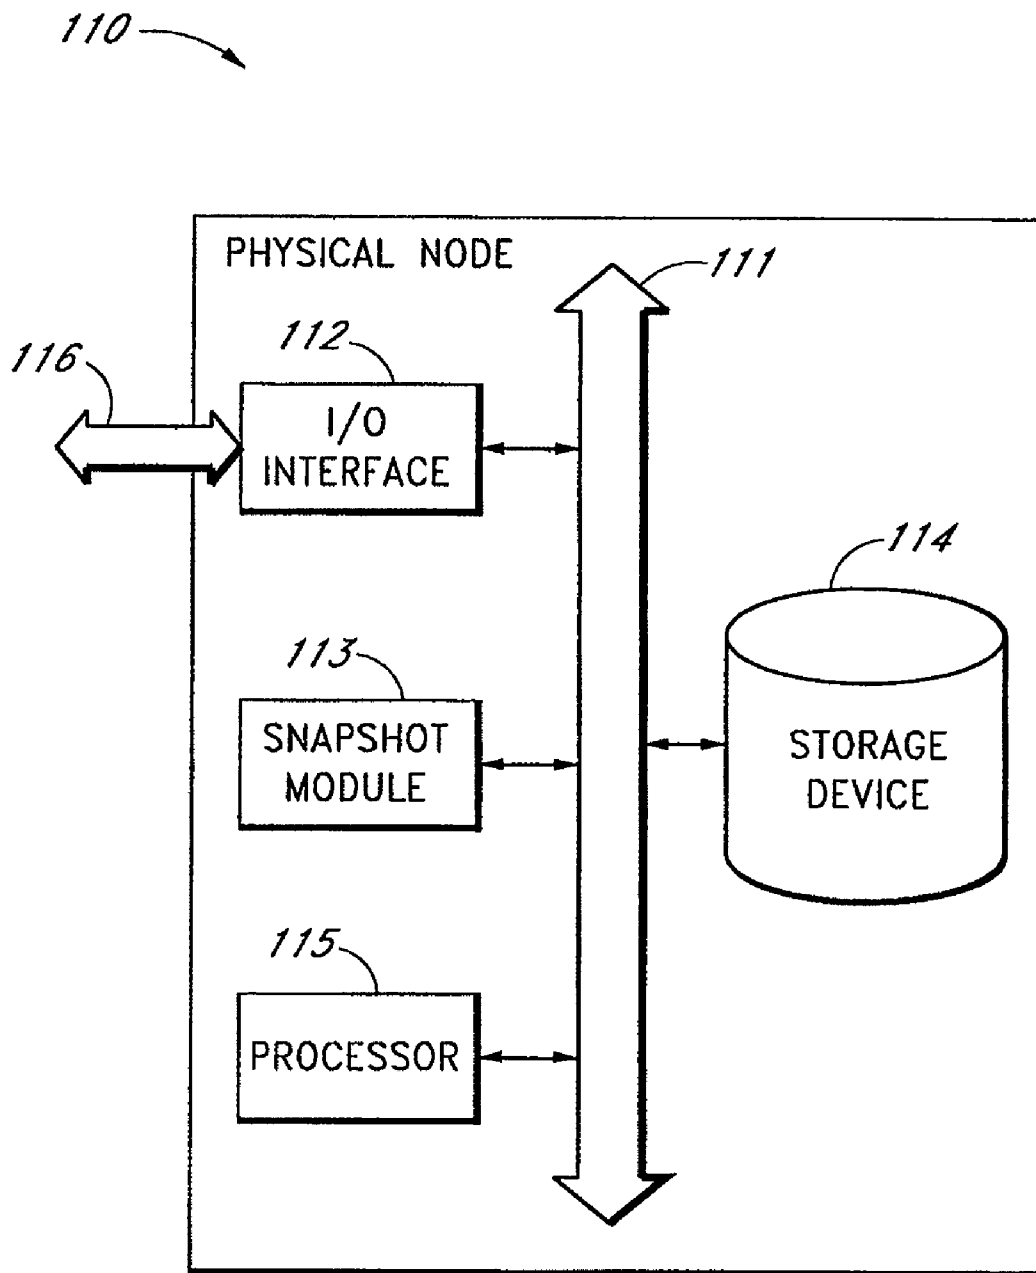 110
PHYSICAL NODE
111
112
116
I/O
INTERFACE
114
113
SNAPSHOT
MODULE
STORAGE
DEVICE
115
PROCESSOR